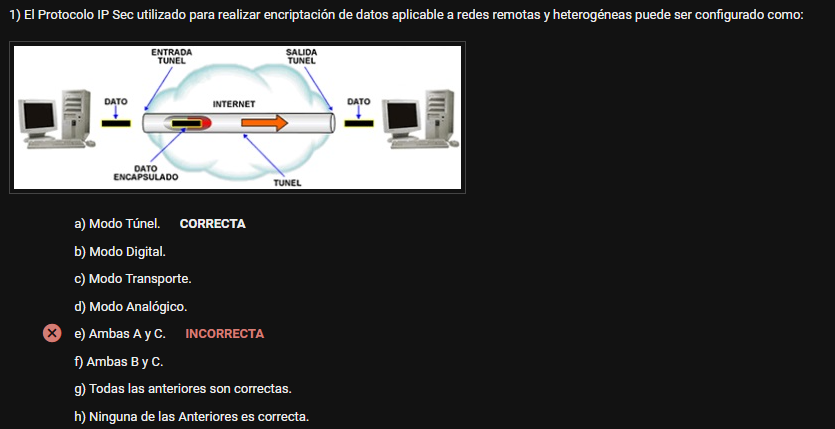 1) El Protocolo IP Sec utilizado para realizar encriptación de datos aplicable a redes remotas y heterogéneas puede ser configurado como:
ENTRADA
TUNEL
SALIDA
TUNEL
DATO
INTERNET
DATO
DATO
ENCAPSULADO
TUNEL
a) Modo Túnel. CORRECTA
b) Modo Digital.
c) Modo Transporte.
d) Modo Analógico.
e) Ambas A y C. INCORRECTA
f) Ambas B y C.
g) Todas las anteriores son correctas.
h) Ninguna de las Anteriores es correcta.